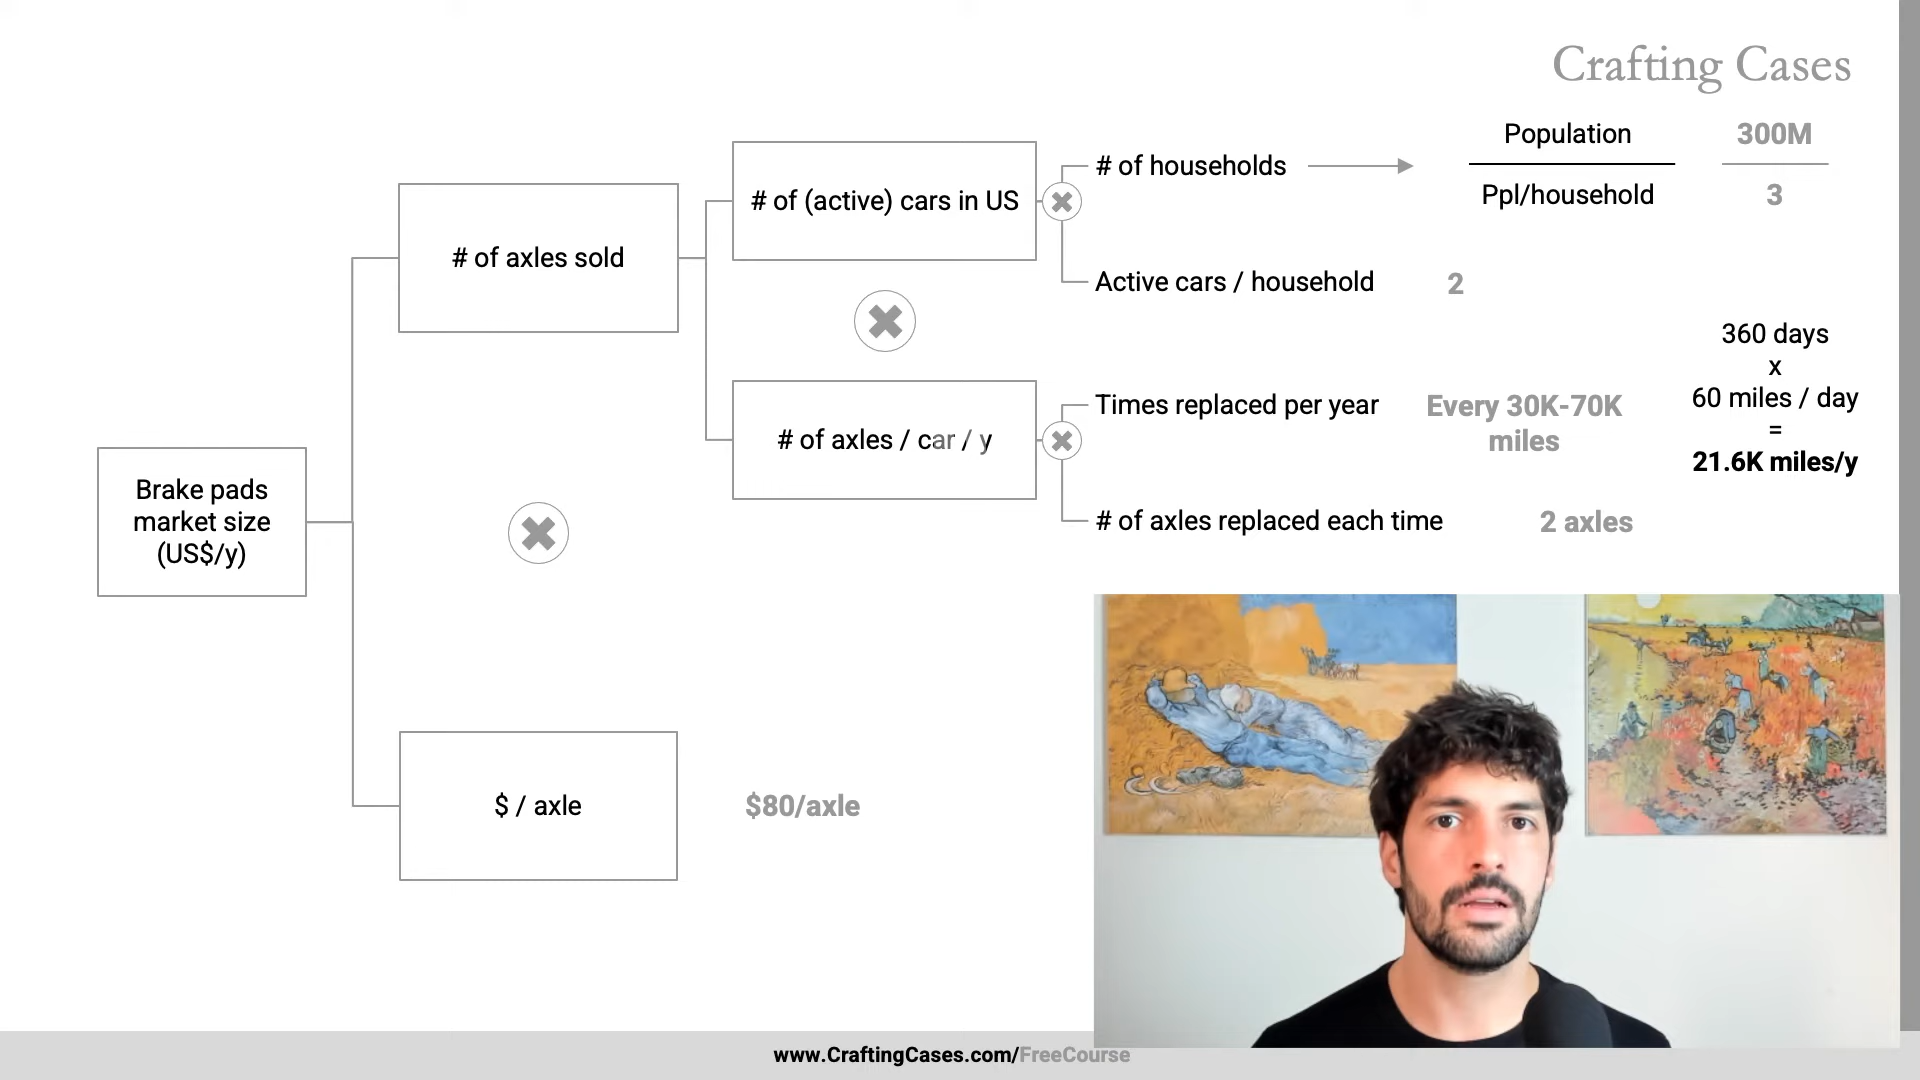 Crafting Cases
Population
300M
# of households
Ppl/household
3
# of (active) cars in US
# of axles sold
Active cars / household
2
360 days
x
60 miles / day
=
21.6K miles/y
Times replaced per year
Every 30K-70K
miles
# of axles / car / y
# of axles replaced each time
2 axles
Brake pads
market size
(US$/y)
$ / axle
$80/axle
www.CraftingCases.com/FreeCourse